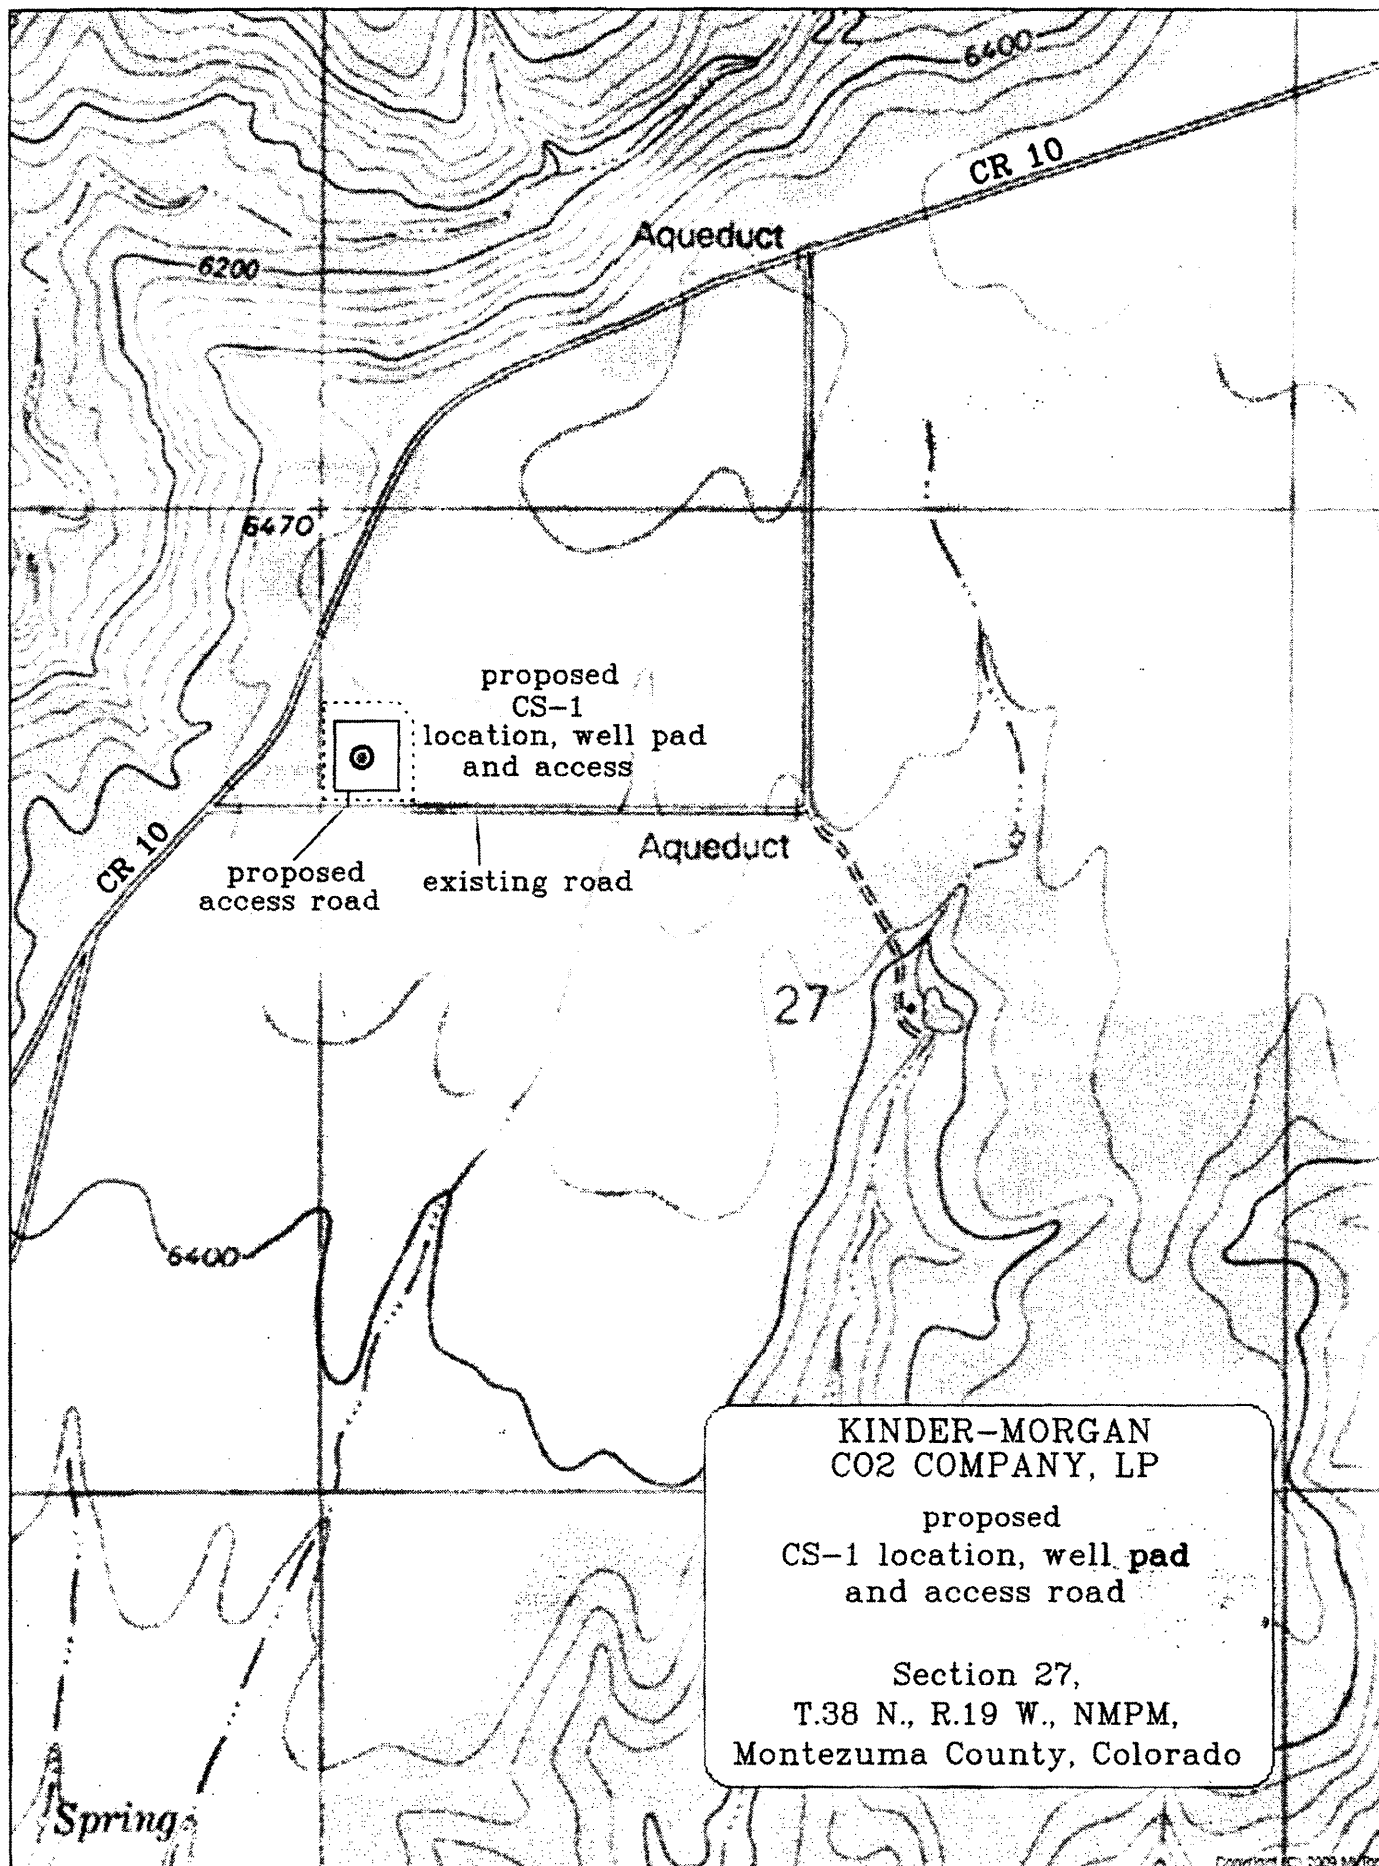 6400
CR 10
Aqueduct
6200
6470
proposed
CS-1
location, well pad
and access
CR 10
Aqueduct
proposed
access road
existing road
27
6400
KINDER-MORGAN
CO2 COMPANY, LP
proposed
CS-1 location, well pad
and access road
Section 27,
T.38 N., R.19 W., NMPM,
Montezuma County, Colorado
Spring